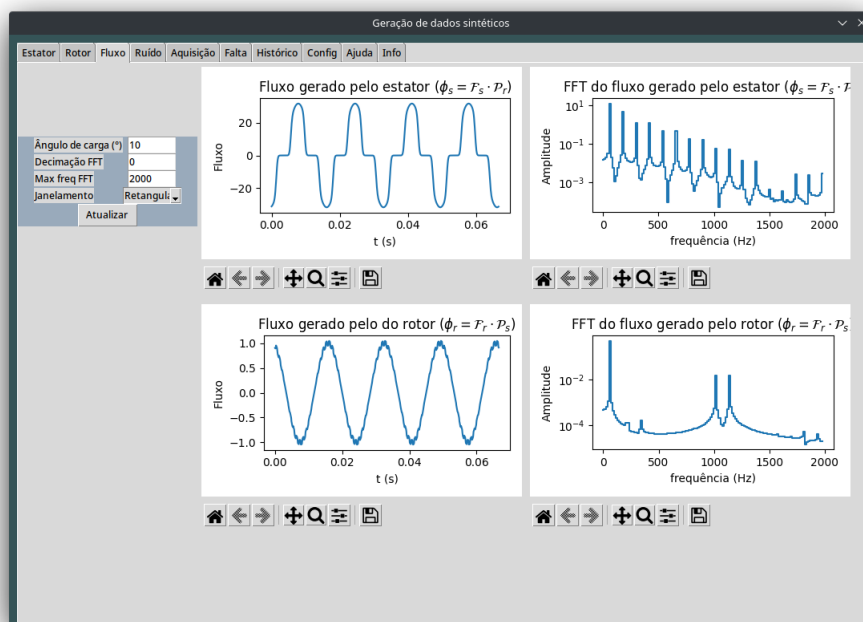 Geração de dados sintéticos
Estator Rotor Fluxo Ruído Aquisição Falta Histórico Config Ajuda Info
Ângulo de carga (°) 10
Decimação FFT 0
Max freq FFT 2000
Janelamento Retangula
Atualizar
Fluxo gerado pelo estator (ϕₛ = ℱₛ · 𝒫ᵣ)
Fluxo
20
0
−20
0.00 0.02 0.04 0.06
t (s)
FFT do fluxo gerado pelo estator (ϕₛ = ℱₛ · 𝒫
Amplitude
10¹
10⁻¹
10⁻³
0 500 1000 1500 2000
frequência (Hz)
Fluxo gerado pelo do rotor (ϕᵣ = ℱᵣ · 𝒫ₛ)
Fluxo
1.0
0.5
0.0
−0.5
−1.0
0.00 0.02 0.04 0.06
t (s)
FFT do fluxo gerado pelo rotor (ϕᵣ = ℱᵣ · 𝒫ₛ
Amplitude
10⁻²
10⁻⁴
0 500 1000 1500 2000
frequência (Hz)